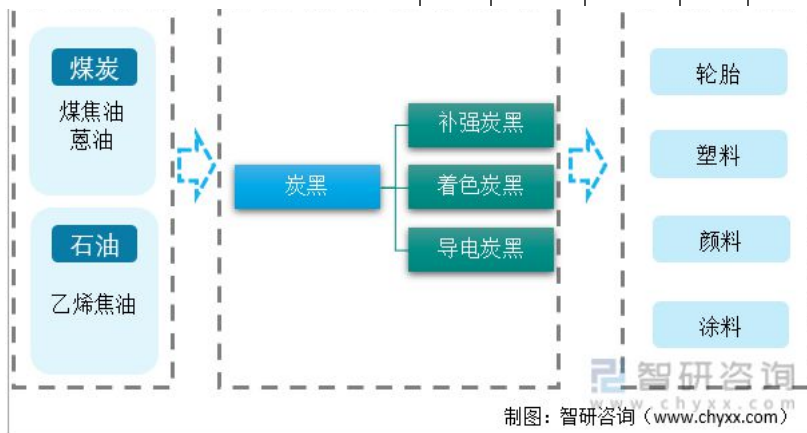 煤炭
煤焦油
蒽油
石油
乙烯焦油
炭黑
补强炭黑
着色炭黑
导电炭黑
轮胎
塑料
颜料
涂料
智研咨询
www.chyxx.com
制图：智研咨询（www.chyxx.com）